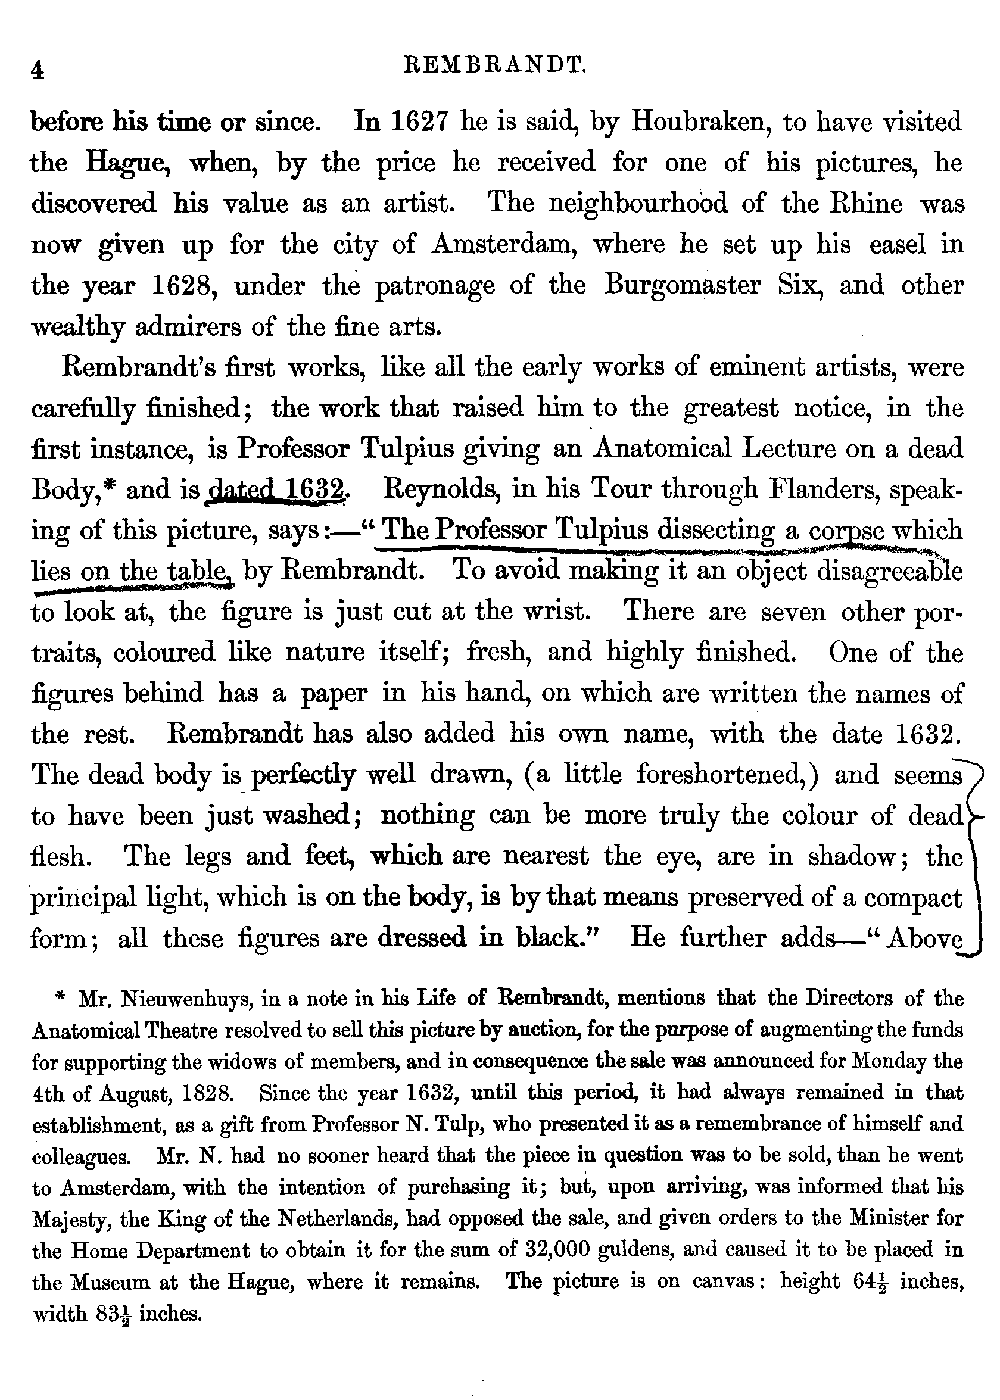 4 REMBRANDT.
before his time or since. In 1627 he is said, by Houbraken, to have visited
the Hague, when, by the price he received for one of his pictures, he
discovered his value as an artist. The neighbourhood of the Rhine was
now given up for the city of Amsterdam, where he set up his easel in
the year 1628, under the patronage of the Burgomaster Six, and other
wealthy admirers of the fine arts.
Rembrandt's first works, like all the early works of eminent artists, were
carefully finished; the work that raised him to the greatest notice, in the
first instance, is Professor Tulpius giving an Anatomical Lecture on a dead
Body,* and is dated 1632. Reynolds, in his Tour through Flanders, speak-
ing of this picture, says:—“The Professor Tulpius dissecting a corpse which
lies on the table, by Rembrandt. To avoid making it an object disagreeable
to look at, the figure is just cut at the wrist. There are seven other por-
traits, coloured like nature itself; fresh, and highly finished. One of the
figures behind has a paper in his hand, on which are written the names of
the rest. Rembrandt has also added his own name, with the date 1632.
The dead body is perfectly well drawn, (a little foreshortened,) and seems
to have been just washed; nothing can be more truly the colour of dead
flesh. The legs and feet, which are nearest the eye, are in shadow; the
principal light, which is on the body, is by that means preserved of a compact
form; all these figures are dressed in black.” He further adds—“Above
* Mr. Nieuwenhuys, in a note in his Life of Rembrandt, mentions that the Directors of the
Anatomical Theatre resolved to sell this picture by auction, for the purpose of augmenting the funds
for supporting the widows of members, and in consequence the sale was announced for Monday the
4th of August, 1828. Since the year 1632, until this period, it had always remained in that
establishment, as a gift from Professor N. Tulp, who presented it as a remembrance of himself and
colleagues. Mr. N. had no sooner heard that the piece in question was to be sold, than he went
to Amsterdam, with the intention of purchasing it; but, upon arriving, was informed that his
Majesty, the King of the Netherlands, had opposed the sale, and given orders to the Minister for
the Home Department to obtain it for the sum of 32,000 guldens, and caused it to be placed in
the Museum at the Hague, where it remains. The picture is on canvas: height 64½ inches,
width 83½ inches.